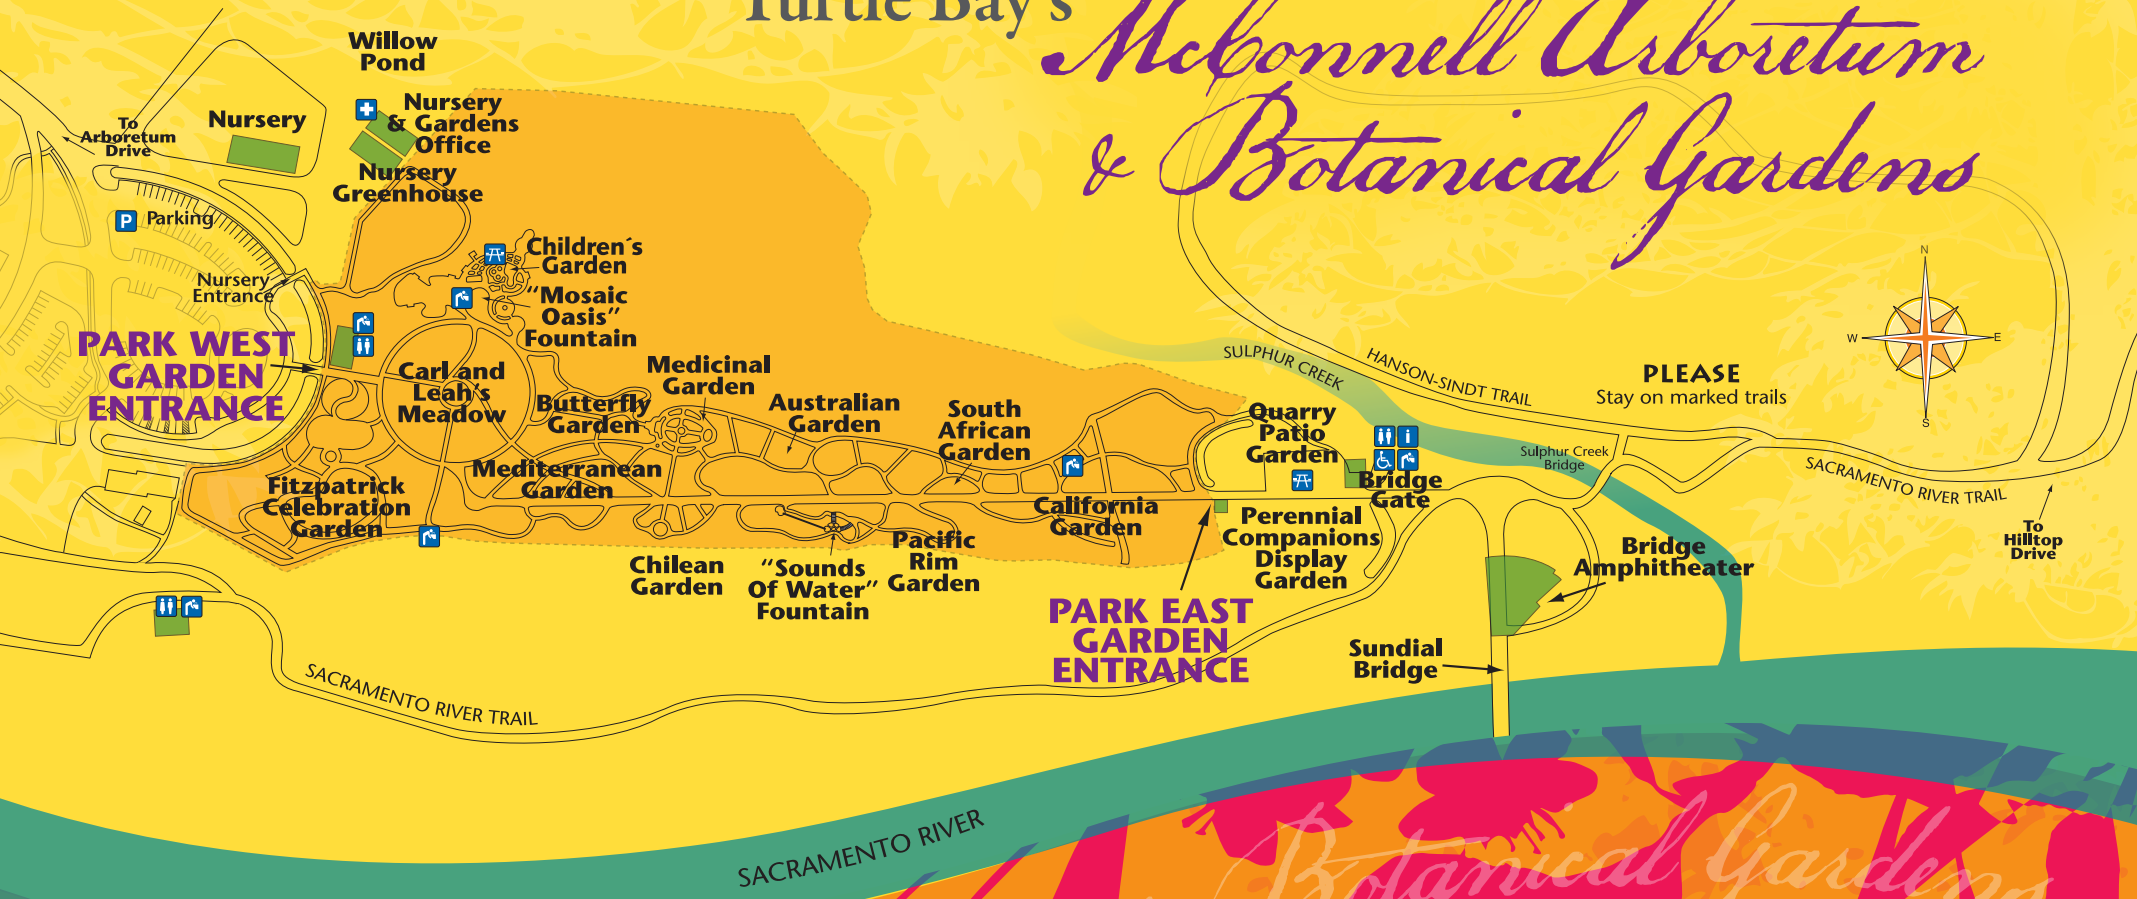 Turtle Bay's
McConnell Arboretum
& Botanical Gardens
Willow
Pond
Nursery
& Gardens
Office
Nursery
To
Arboretum
Drive
Nursery
Greenhouse
P Parking
Nursery
Entrance
Children´s
Garden
“Mosaic
Oasis”
Fountain
PARK WEST
GARDEN
ENTRANCE
Carl and
Leah's
Meadow
Butterfly
Garden
Medicinal
Garden
Australian
Garden
South
African
Garden
Mediterranean
Garden
Fitzpatrick
Celebration
Garden
Chilean
Garden
“Sounds
Of Water”
Fountain
Pacific
Rim
Garden
California
Garden
Quarry
Patio
Garden
i
Bridge
Gate
Perennial
Companions
Display
Garden
PARK EAST
GARDEN
ENTRANCE
SULPHUR CREEK
HANSON-SINDT TRAIL
PLEASE
Stay on marked trails
N
W
E
S
Sulphur Creek
Bridge
SACRAMENTO RIVER TRAIL
To
Hilltop
Drive
Bridge
Amphitheater
Sundial
Bridge
SACRAMENTO RIVER TRAIL
SACRAMENTO RIVER
Botanical Gardens